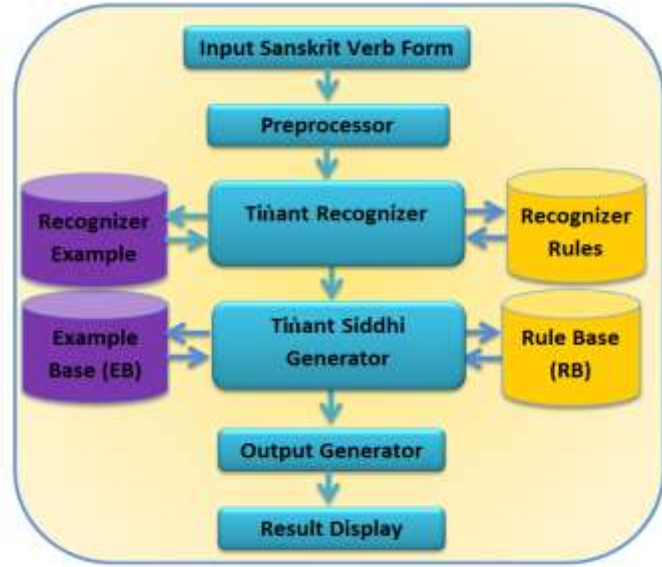 Input Sanskrit Verb Form
Preprocessor
Tiṅant Recognizer
Recognizer
Example
Recognizer
Rules
Tiṅant Siddhi
Generator
Example
Base (EB)
Rule Base
(RB)
Output Generator
Result Display